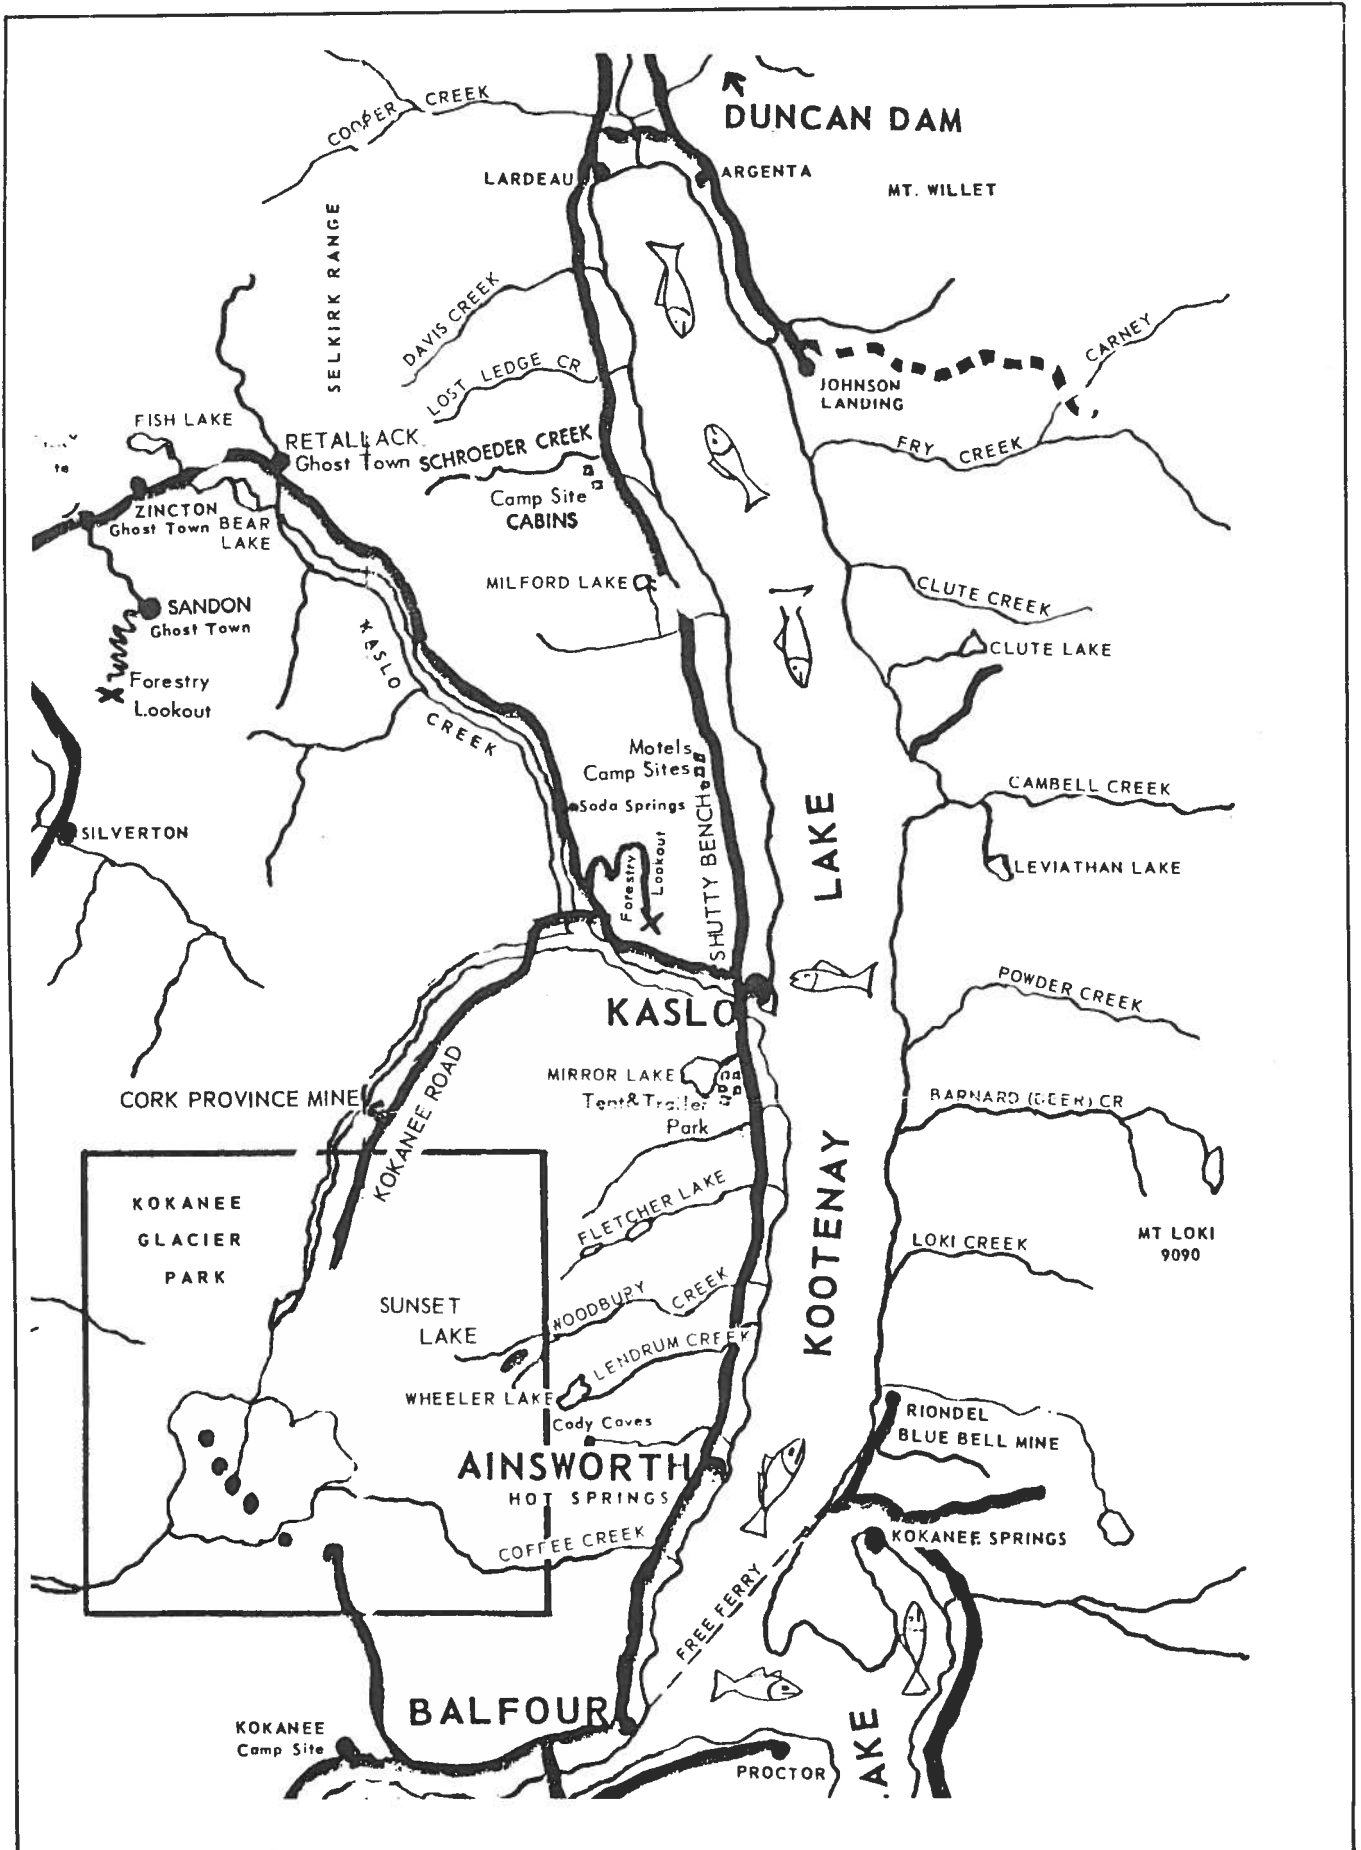 COOPER CREEK
DUNCAN DAM
LARDEAU
ARGENTA
MT. WILLET
SELKIRK RANGE
DAVIS CREEK
LOST LEDGE CR
CARNEY
JOHNSON
LANDING
FISH LAKE
RETALLACK
Ghost Town
SCHROEDER CREEK
FRY CREEK
Camp Site
CABINS
ZINCTON
Ghost Town
BEAR
LAKE
MILFORD LAKE
CLUTE CREEK
SANDON
Ghost Town
KASLO
CREEK
CLUTE LAKE
Forestry
Lookout
Motels
Camp Sites
CAMBELL CREEK
Soda Springs
SILVERTON
LEVIATHAN LAKE
Forestry
Lookout
SHUTTY BENCH
KOOTENAY LAKE
POWDER CREEK
KASLO
MIRROR LAKE
Tent & Trailer
Park
CORK PROVINCE MINE
KOKANEE ROAD
BARNARD (DEER) CR
KOKANEE
GLACIER
PARK
FLETCHER LAKE
MT LOKI
9090
LOKI CREEK
SUNSET
LAKE
WOODBURY CREEK
LENDRUM CREEK
WHEELER LAKE
Cody Caves
RIONDEL
BLUE BELL MINE
AINSWORTH
HOT SPRINGS
COFFEE CREEK
KOKANEE SPRINGS
FREE FERRY
BALFOUR
KOKANEE
Camp Site
PROCTOR
AKE